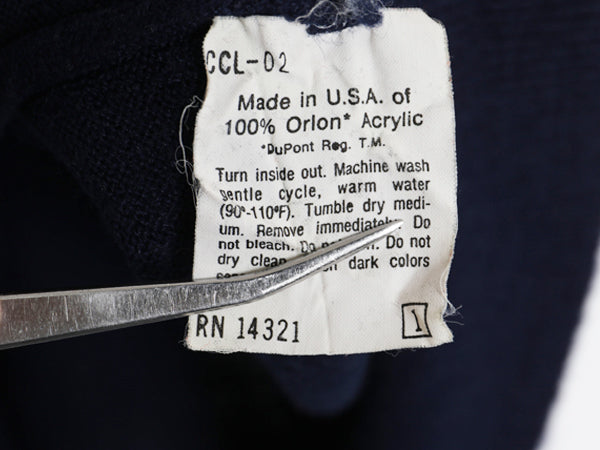 CCL-02
Made in U.S.A. of
100% Orlon* Acrylic
*DuPont Reg. T.M.
Turn inside out. Machine wash
gentle cycle, warm water
(90°-110°F). Tumble dry medi-
um. Remove immediately. Do
not bleach. Do Do not
dry clean. dark colors
RN 14321
1